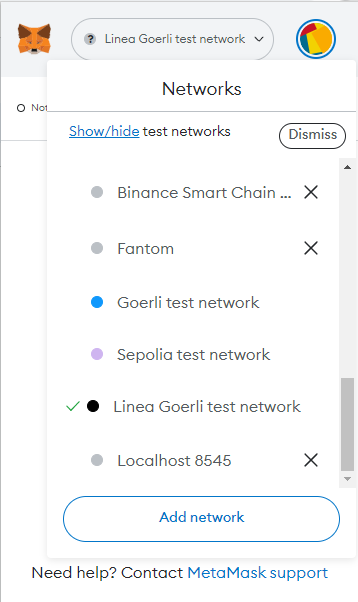 Linea Goerli test network
Not
Networks
Show/hide test networks
Dismiss
Binance Smart Chain ...
Fantom
Goerli test network
Sepolia test network
Linea Goerli test network
Localhost 8545
Add network
Need help? Contact MetaMask support